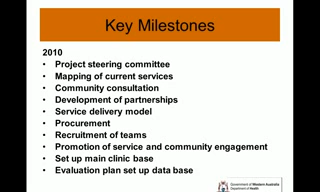 Key Milestones
2010
• Project steering committee
• Mapping of current services
• Community consultation
• Development of partnerships
• Service delivery model
• Procurement
• Recruitment of teams
• Promotion of service and community engagement
• Set up main clinic base
• Evaluation plan set up data base
Government of Western Australia
Department of Health